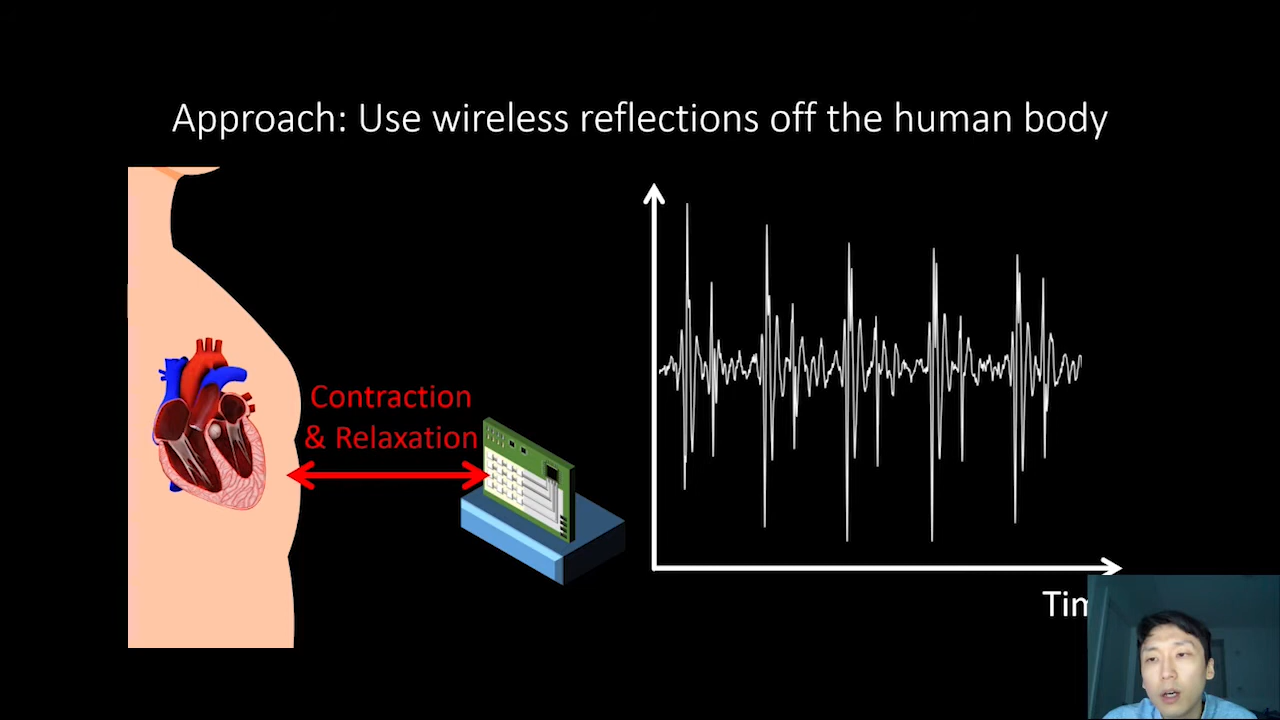 Approach: Use wireless reflections off the human body
Contraction
& Relaxation